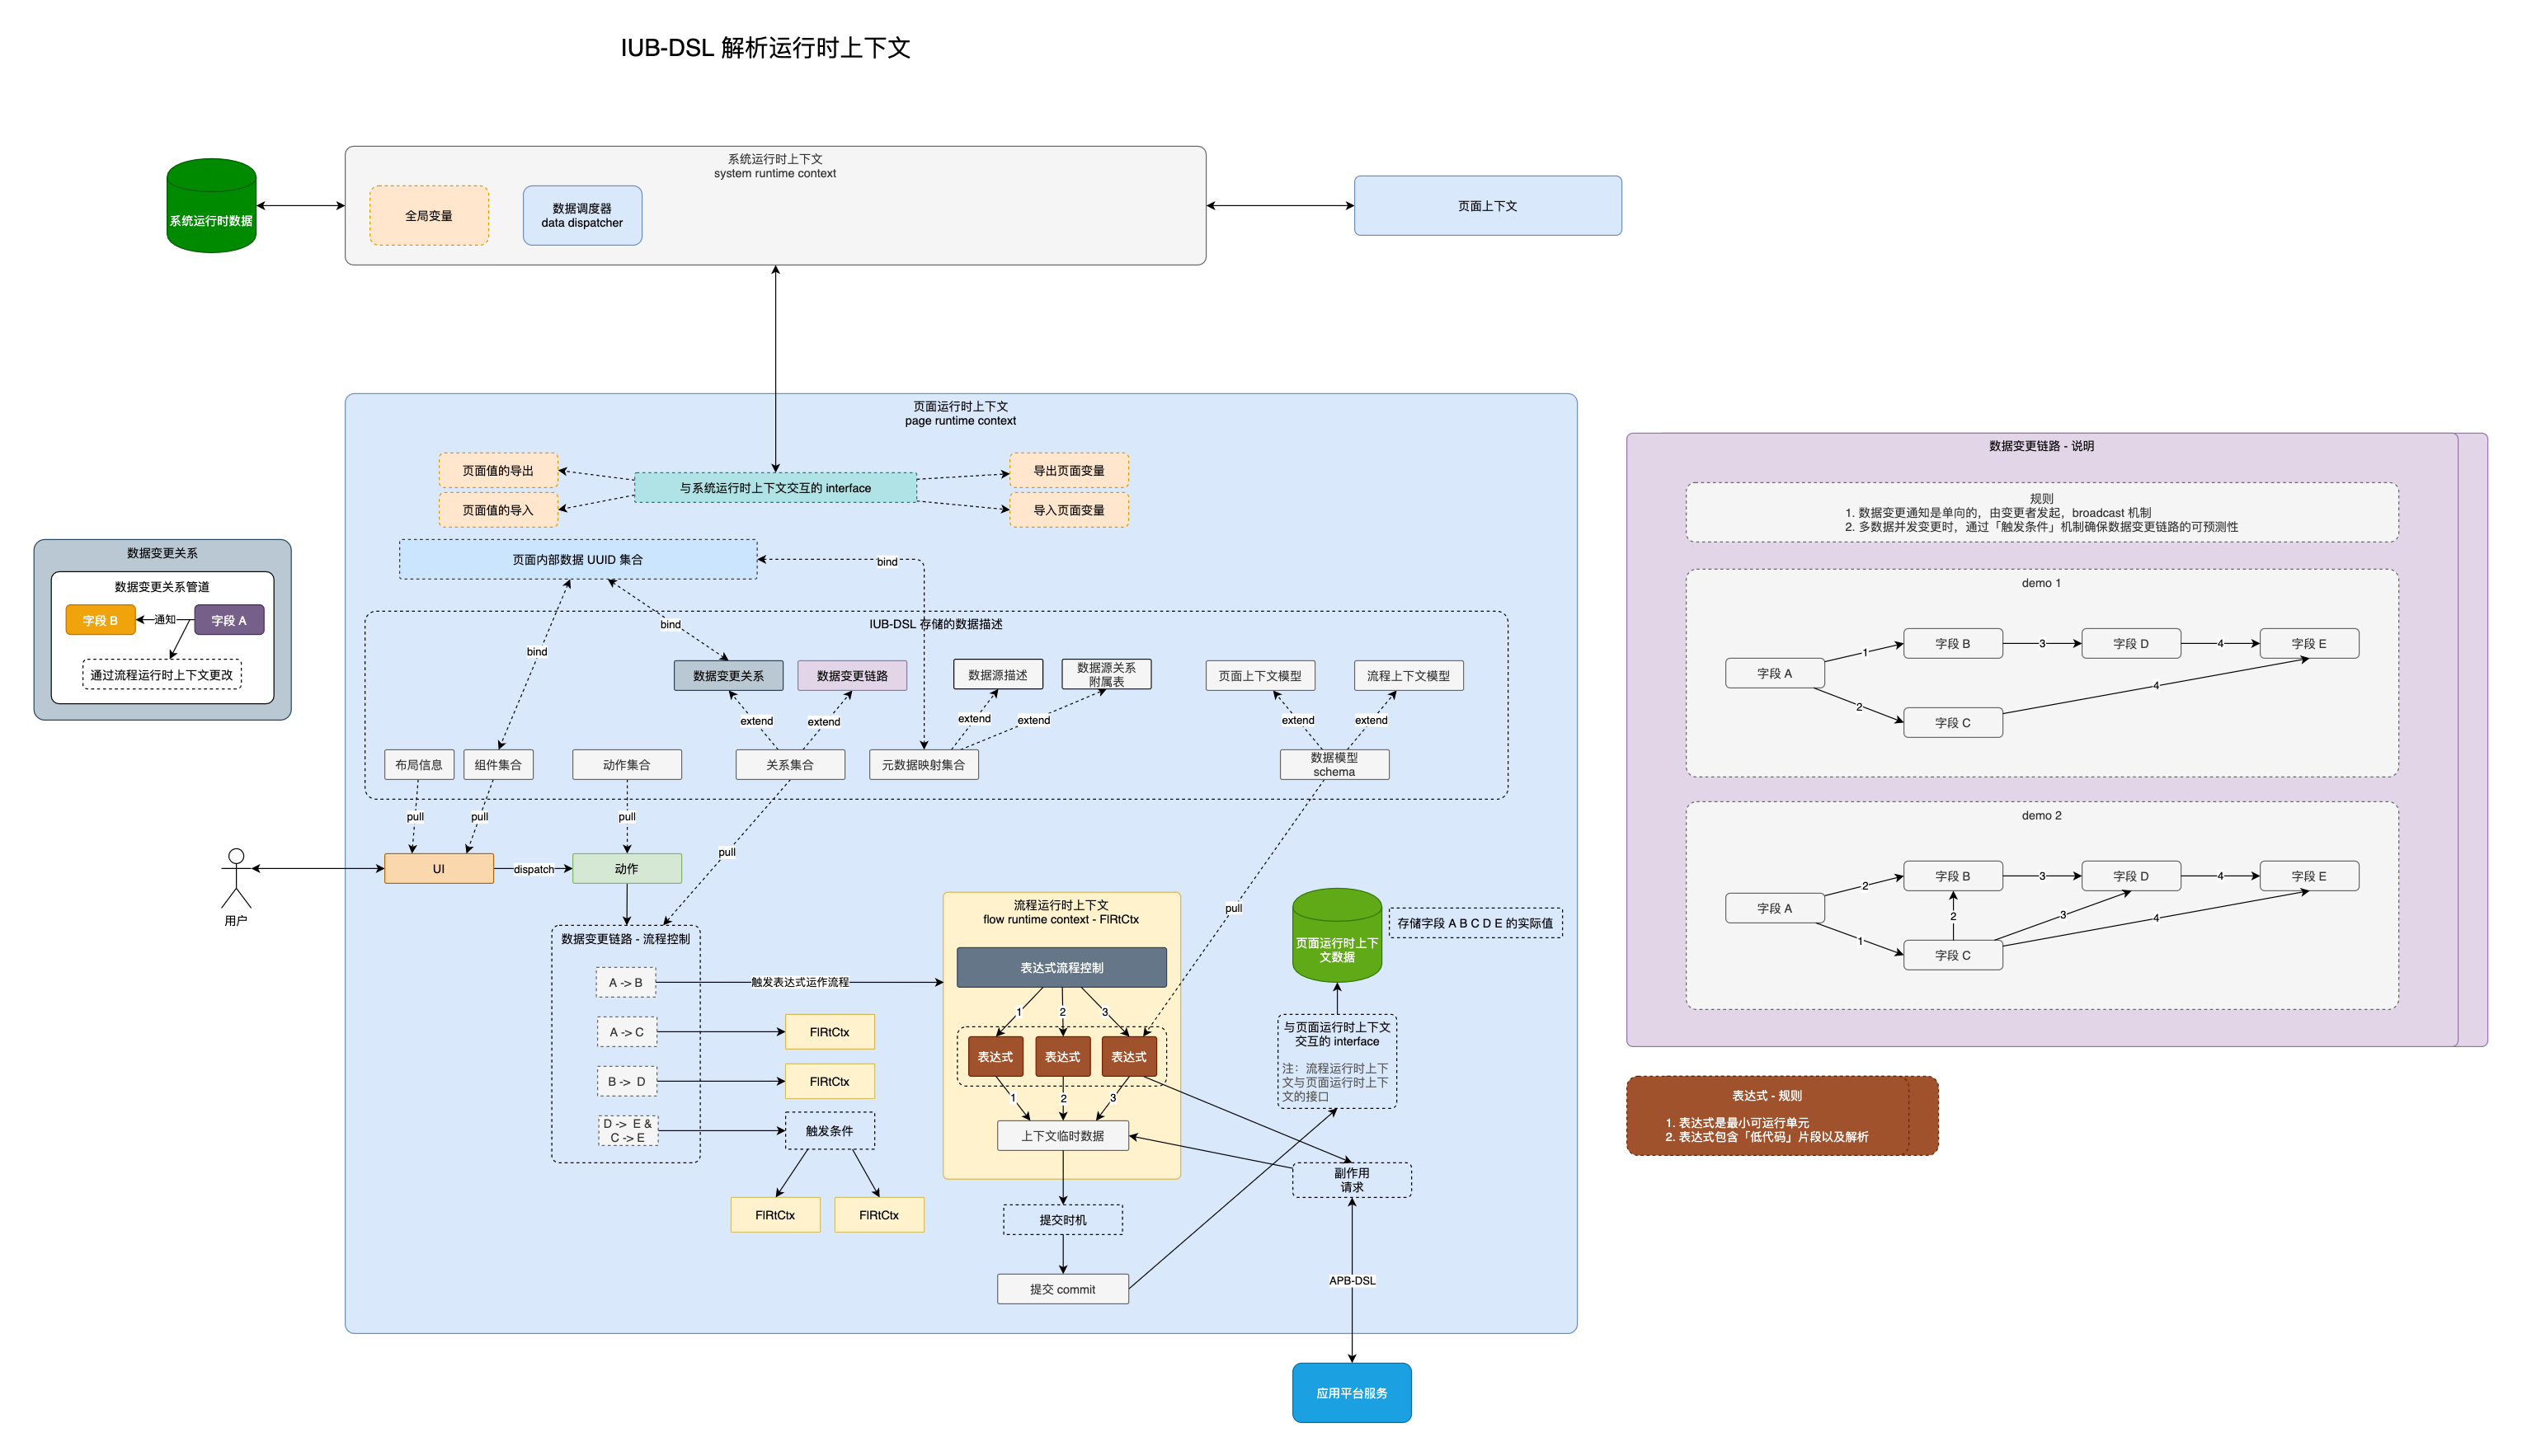 IUB-DSL 解析运行时上下文
系统运行时上下文
system runtime context
系统运行时数据
全局变量
数据调度器
data dispatcher
页面上下文
页面运行时上下文
page runtime context
页面值的导出
与系统运行时上下文交互的 interface
导出页面变量
页面值的导入
导入页面变量
页面内部数据 UUID 集合
bind
数据变更关系
数据变更关系管道
字段 B
通知
字段 A
通过流程运行时上下文更改
IUB-DSL 存储的数据描述
bind
bind
数据变更关系
数据变更链路
数据源描述
数据源关系
附属表
页面上下文模型
流程上下文模型
extend
extend
extend
extend
extend
extend
布局信息
组件集合
动作集合
关系集合
元数据映射集合
数据模型
schema
pull
pull
pull
pull
pull
用户
UI
dispatch
动作
数据变更链路 - 流程控制
A -> B
触发表达式运作流程
A -> C
FlRtCtx
B -> D
FlRtCtx
D -> E &
C -> E
触发条件
FlRtCtx
FlRtCtx
流程运行时上下文
flow runtime context - FlRtCtx
表达式流程控制
1
2
3
表达式
表达式
表达式
1
2
3
上下文临时数据
提交时机
提交 commit
页面运行时上下
文数据
存储字段 A B C D E 的实际值
与页面运行时上下文
交互的 interface
注：流程运行时上下
文与页面运行时上下
文的接口
副作用
请求
APB-DSL
应用平台服务
数据变更链路 - 说明
规则
1. 数据变更通知是单向的，由变更者发起，broadcast 机制
2. 多数据并发变更时，通过「触发条件」机制确保数据变更链路的可预测性
demo 1
字段 A
1
字段 B
3
字段 D
4
字段 E
2
字段 C
4
demo 2
字段 A
2
字段 B
3
字段 D
4
字段 E
1
字段 C
2
3
4
表达式 - 规则
1. 表达式是最小可运行单元
2. 表达式包含「低代码」片段以及解析